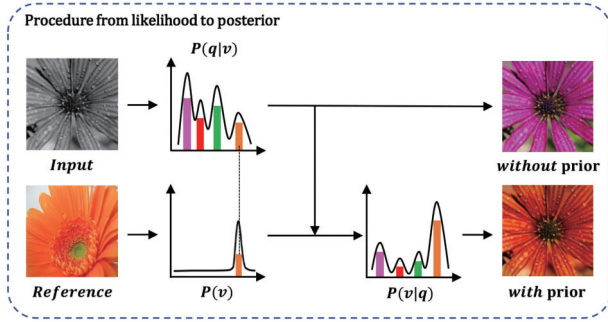 Procedure from likelihood to posterior
P(q|v)
Input
without prior
Reference
P(v)
P(v|q)
with prior